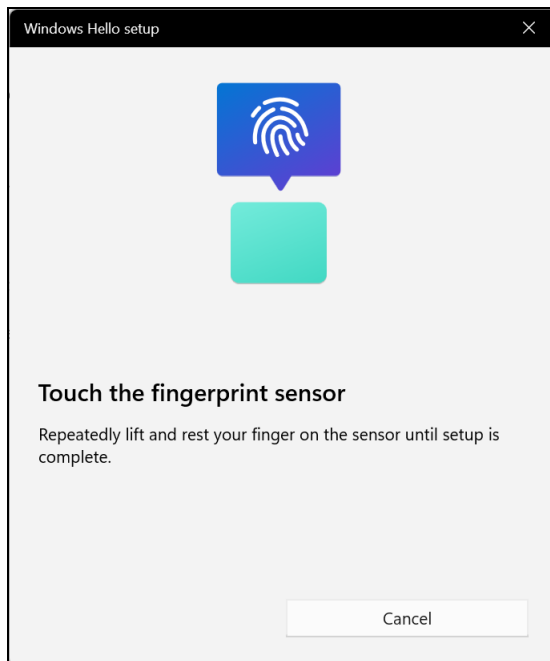 Windows Hello setup
Touch the fingerprint sensor
Repeatedly lift and rest your finger on the sensor until setup is
complete.
Cancel